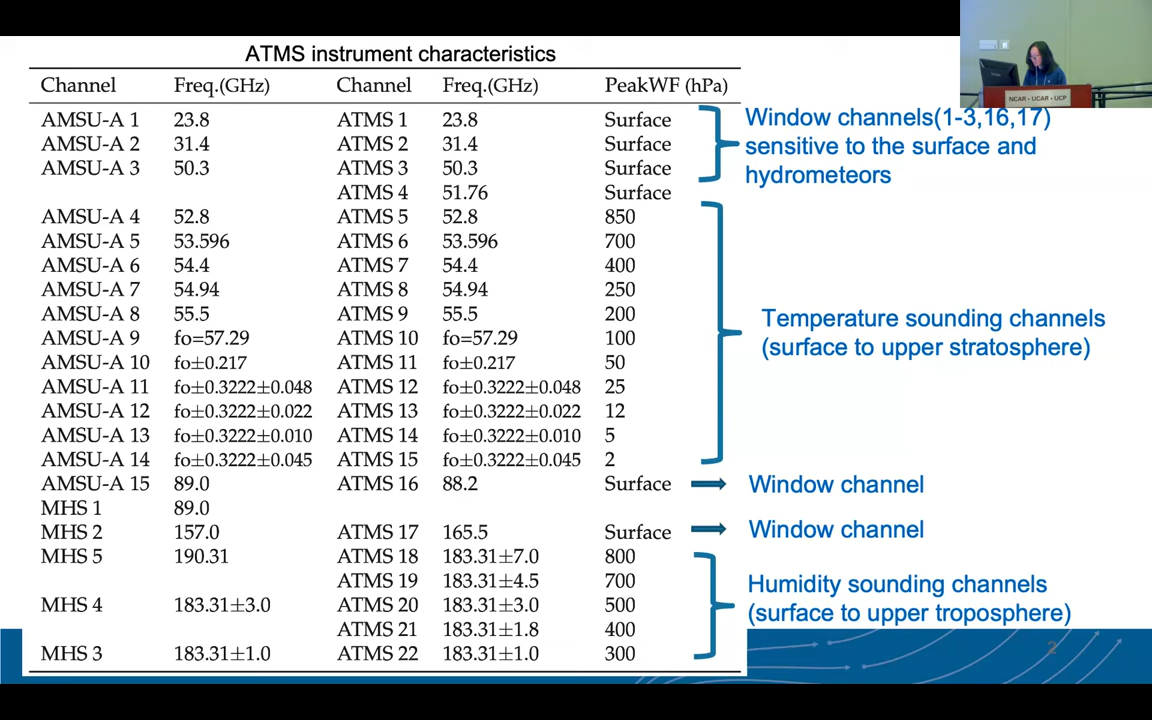 ATMS instrument characteristics
Channel Freq.(GHz) Channel Freq.(GHz) PeakWF (hPa)
AMSU-A 1 23.8 ATMS 1 23.8 Surface
AMSU-A 2 31.4 ATMS 2 31.4 Surface
AMSU-A 3 50.3 ATMS 3 50.3 Surface
ATMS 4 51.76 Surface
AMSU-A 4 52.8 ATMS 5 52.8 850
AMSU-A 5 53.596 ATMS 6 53.596 700
AMSU-A 6 54.4 ATMS 7 54.4 400
AMSU-A 7 54.94 ATMS 8 54.94 250
AMSU-A 8 55.5 ATMS 9 55.5 200
AMSU-A 9 fo=57.29 ATMS 10 fo=57.29 100
AMSU-A 10 fo±0.217 ATMS 11 fo±0.217 50
AMSU-A 11 fo±0.3222±0.048 ATMS 12 fo±0.3222±0.048 25
AMSU-A 12 fo±0.3222±0.022 ATMS 13 fo±0.3222±0.022 12
AMSU-A 13 fo±0.3222±0.010 ATMS 14 fo±0.3222±0.010 5
AMSU-A 14 fo±0.3222±0.045 ATMS 15 fo±0.3222±0.045 2
AMSU-A 15 89.0 ATMS 16 88.2 Surface
MHS 1 89.0
MHS 2 157.0 ATMS 17 165.5 Surface
MHS 5 190.31 ATMS 18 183.31±7.0 800
ATMS 19 183.31±4.5 700
MHS 4 183.31±3.0 ATMS 20 183.31±3.0 500
ATMS 21 183.31±1.8 400
MHS 3 183.31±1.0 ATMS 22 183.31±1.0 300
Window channels(1-3,16,17)
sensitive to the surface and
hydrometeors
Temperature sounding channels
(surface to upper stratosphere)
Window channel
Window channel
Humidity sounding channels
(surface to upper troposphere)
2
NCAR • UCAR • UCP